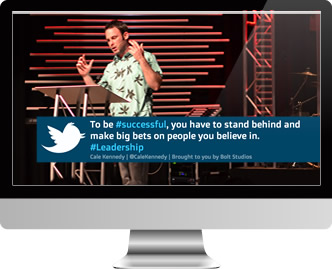 To be #successful, you have to stand behind and
make big bets on people you believe in.
#Leadership
Cale Kennedy | @CaleKennedy | Brought to you by Bolt Studios